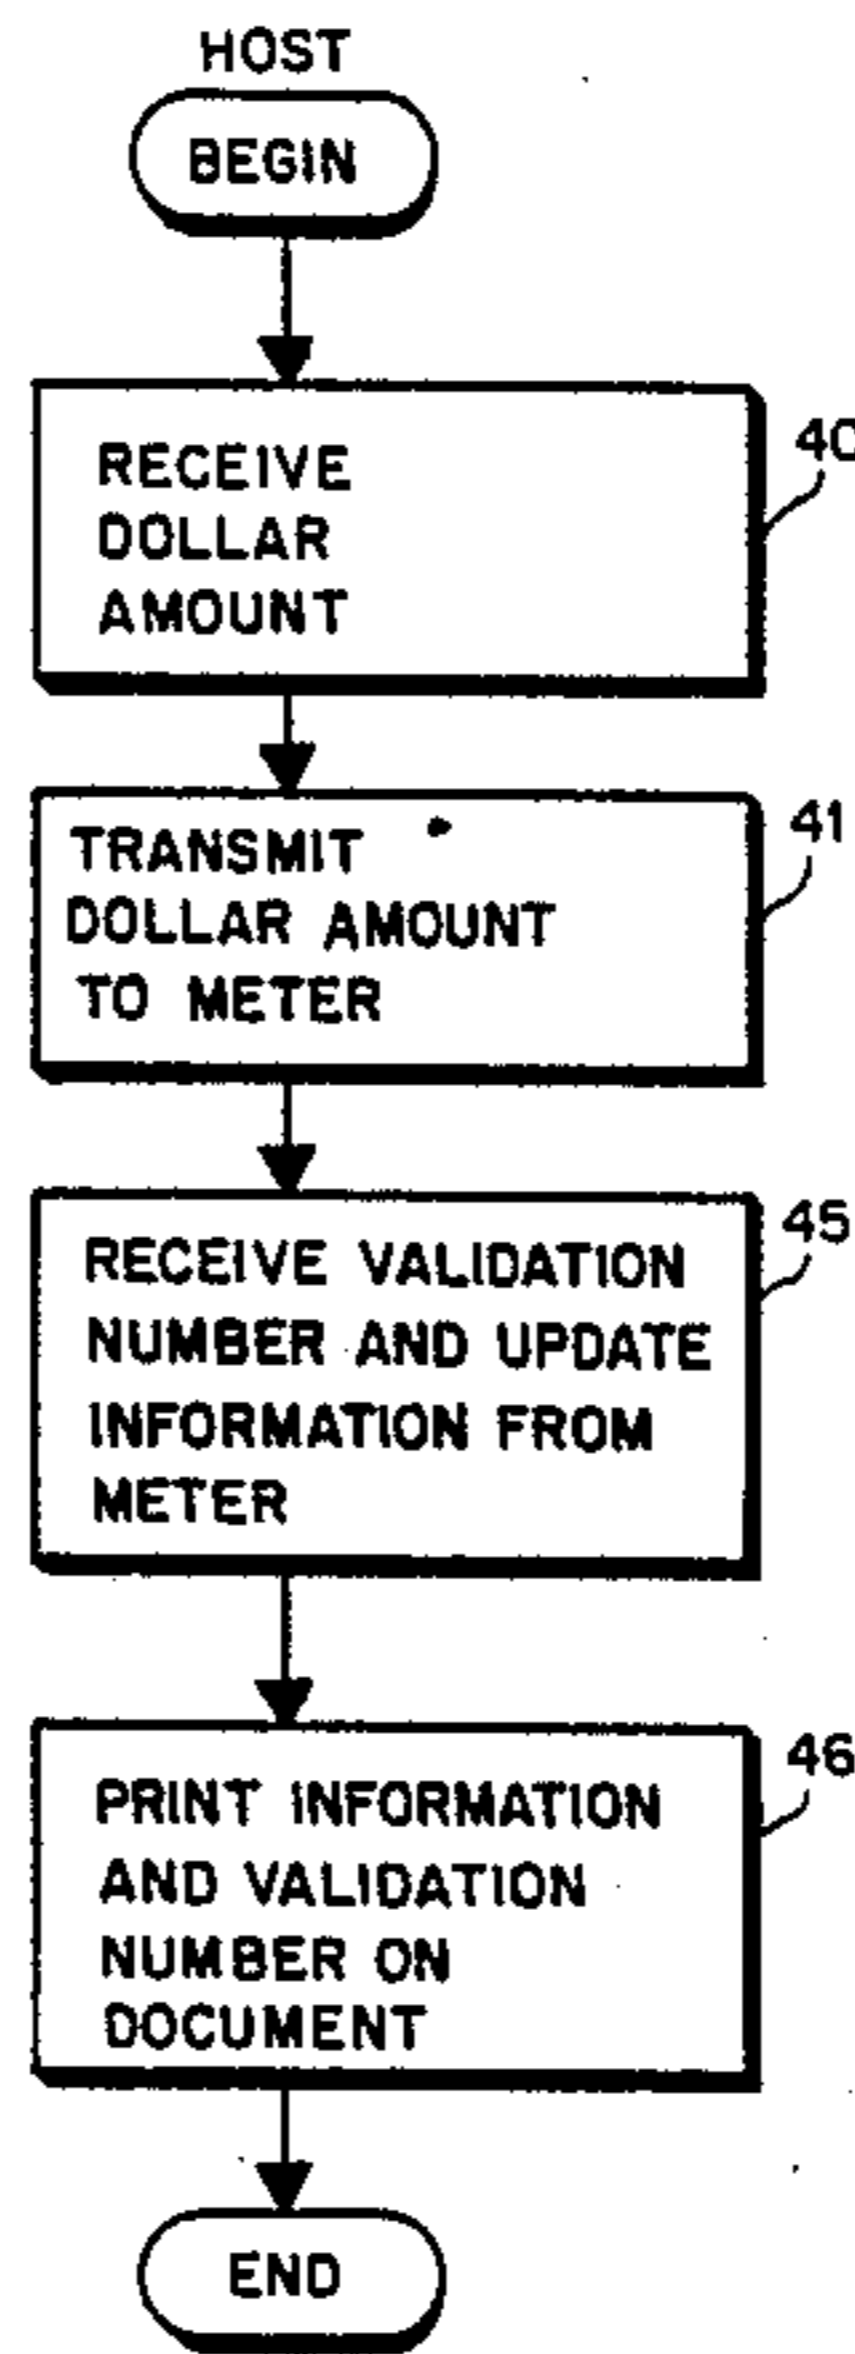 HOST
BEGIN
RECEIVE
DOLLAR
AMOUNT
40
TRANSMIT
DOLLAR AMOUNT
TO METER
41
RECEIVE VALIDATION
NUMBER AND UPDATE
INFORMATION FROM
METER
45
PRINT INFORMATION
AND VALIDATION
NUMBER ON
DOCUMENT
46
END